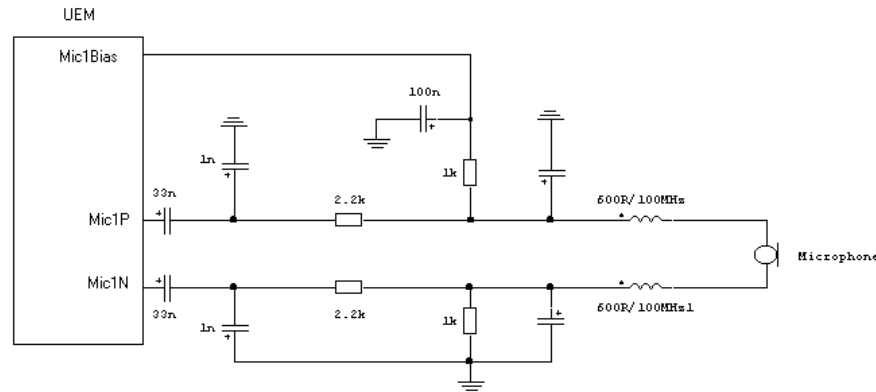 UEM
Mic1Bias
100n
1n
1k
33n
2.2k
600R/100MHz
Mic1P
Microphone
Mic1N
33n
1n
2.2k
1k
600R/100MHz1